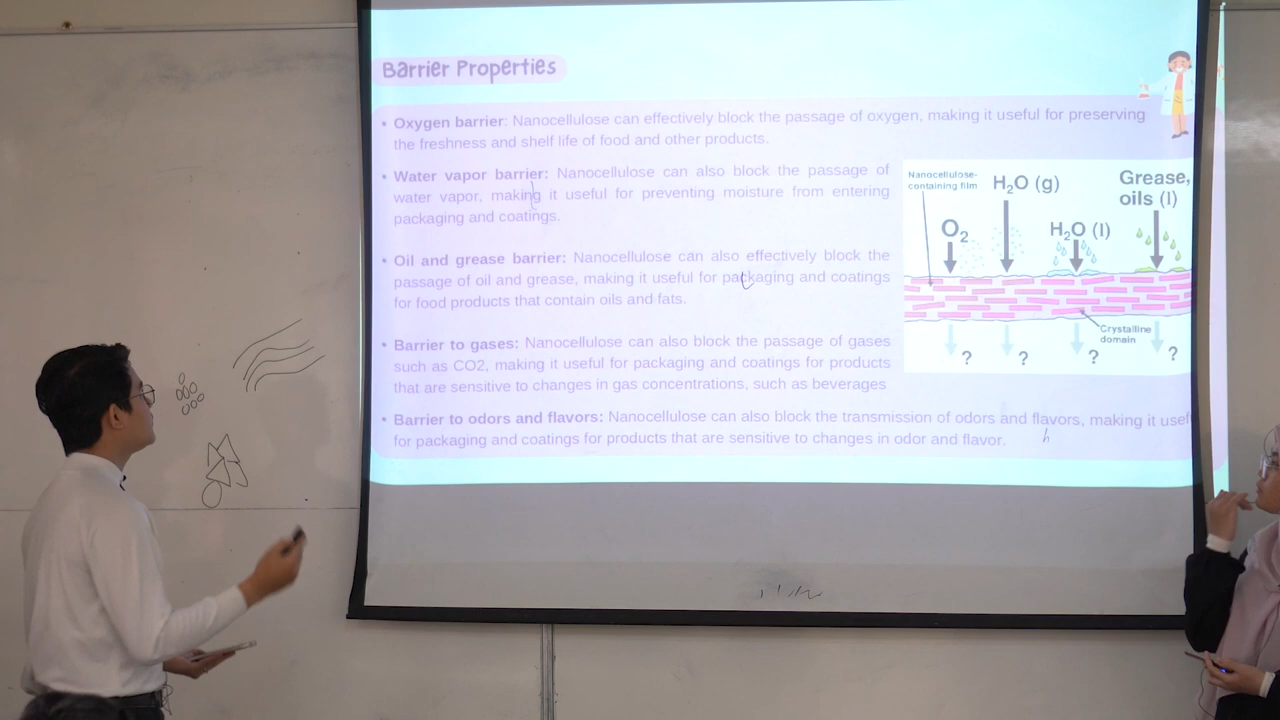 Barrier Properties
• Oxygen barrier: Nanocellulose can effectively block the passage of oxygen, making it useful for preserving
the freshness and shelf life of food and other products.
• Water vapor barrier: Nanocellulose can also block the passage of
water vapor, making it useful for preventing moisture from entering
packaging and coatings.
• Oil and grease barrier: Nanocellulose can also effectively block the
passage of oil and grease, making it useful for packaging and coatings
for food products that contain oils and fats.
• Barrier to gases: Nanocellulose can also block the passage of gases
such as CO2, making it useful for packaging and coatings for products
that are sensitive to changes in gas concentrations, such as beverages
• Barrier to odors and flavors: Nanocellulose can also block the transmission of odors and flavors, making it usef
for packaging and coatings for products that are sensitive to changes in odor and flavor.
Nanocellulose-
containing film
O₂
H₂O (g)
H₂O (l)
Grease,
oils (l)
Crystalline
domain
? ? ? ?